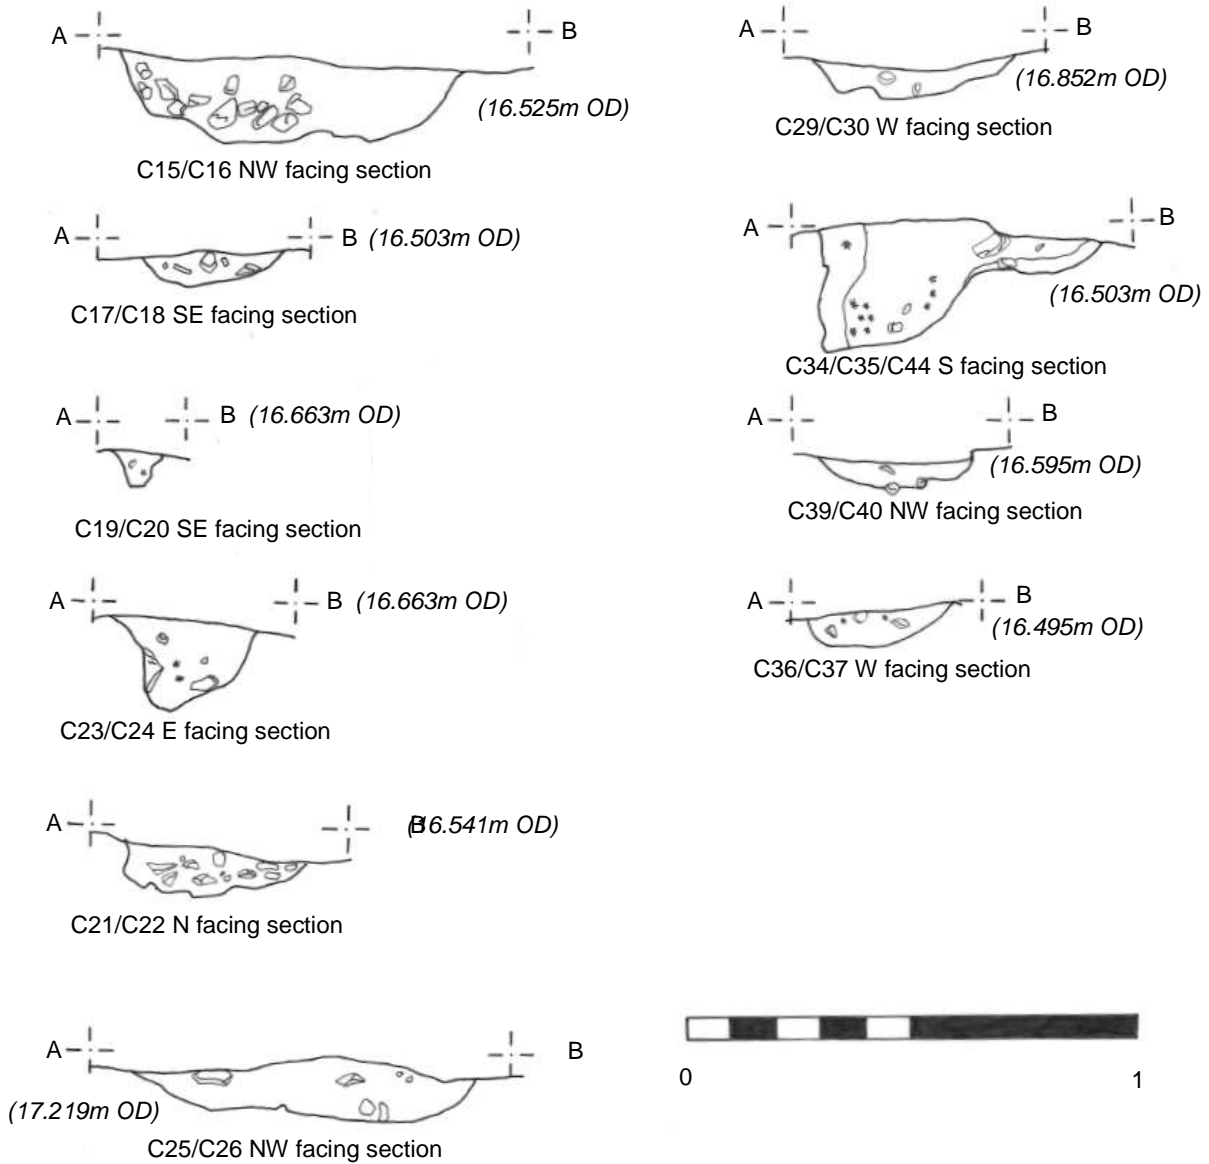 A B
(16.525m OD)
C15/C16 NW facing section
A B (16.503m OD)
C17/C18 SE facing section
A B (16.663m OD)
C19/C20 SE facing section
A B (16.663m OD)
C23/C24 E facing section
A B (16.541m OD)
C21/C22 N facing section
A B
(17.219m OD)
C25/C26 NW facing section
A B
(16.852m OD)
C29/C30 W facing section
A B
(16.503m OD)
C34/C35/C44 S facing section
A B
(16.595m OD)
C39/C40 NW facing section
A B
(16.495m OD)
C36/C37 W facing section
0 1